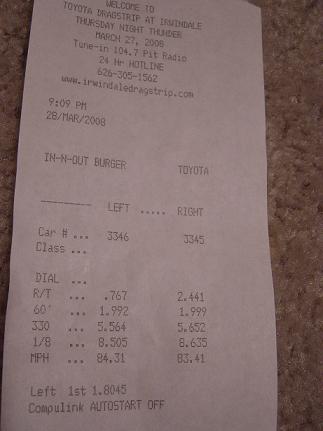 WELCOME TO
TOYOTA DRAGSTRIP AT IRWINDALE
THURSDAY NIGHT THUNDER
MARCH 27, 2008
Tune-in 104.7 Pit Radio
24 Hr HOTLINE
626-305-1562
www.irwindaledragstrip.com
9:09 PM
28/MAR/2008
IN-N-OUT BURGER TOYOTA
--------- LEFT ..... RIGHT
Car # ... 3346 3345
Class ...
DIAL ...
R/T ... .767 2.441
60' ... 1.992 1.999
330 ... 5.564 5.652
1/8 ... 8.505 8.635
MPH ... 84.31 83.41
Left 1st 1.8045
Compulink AUTOSTART OFF